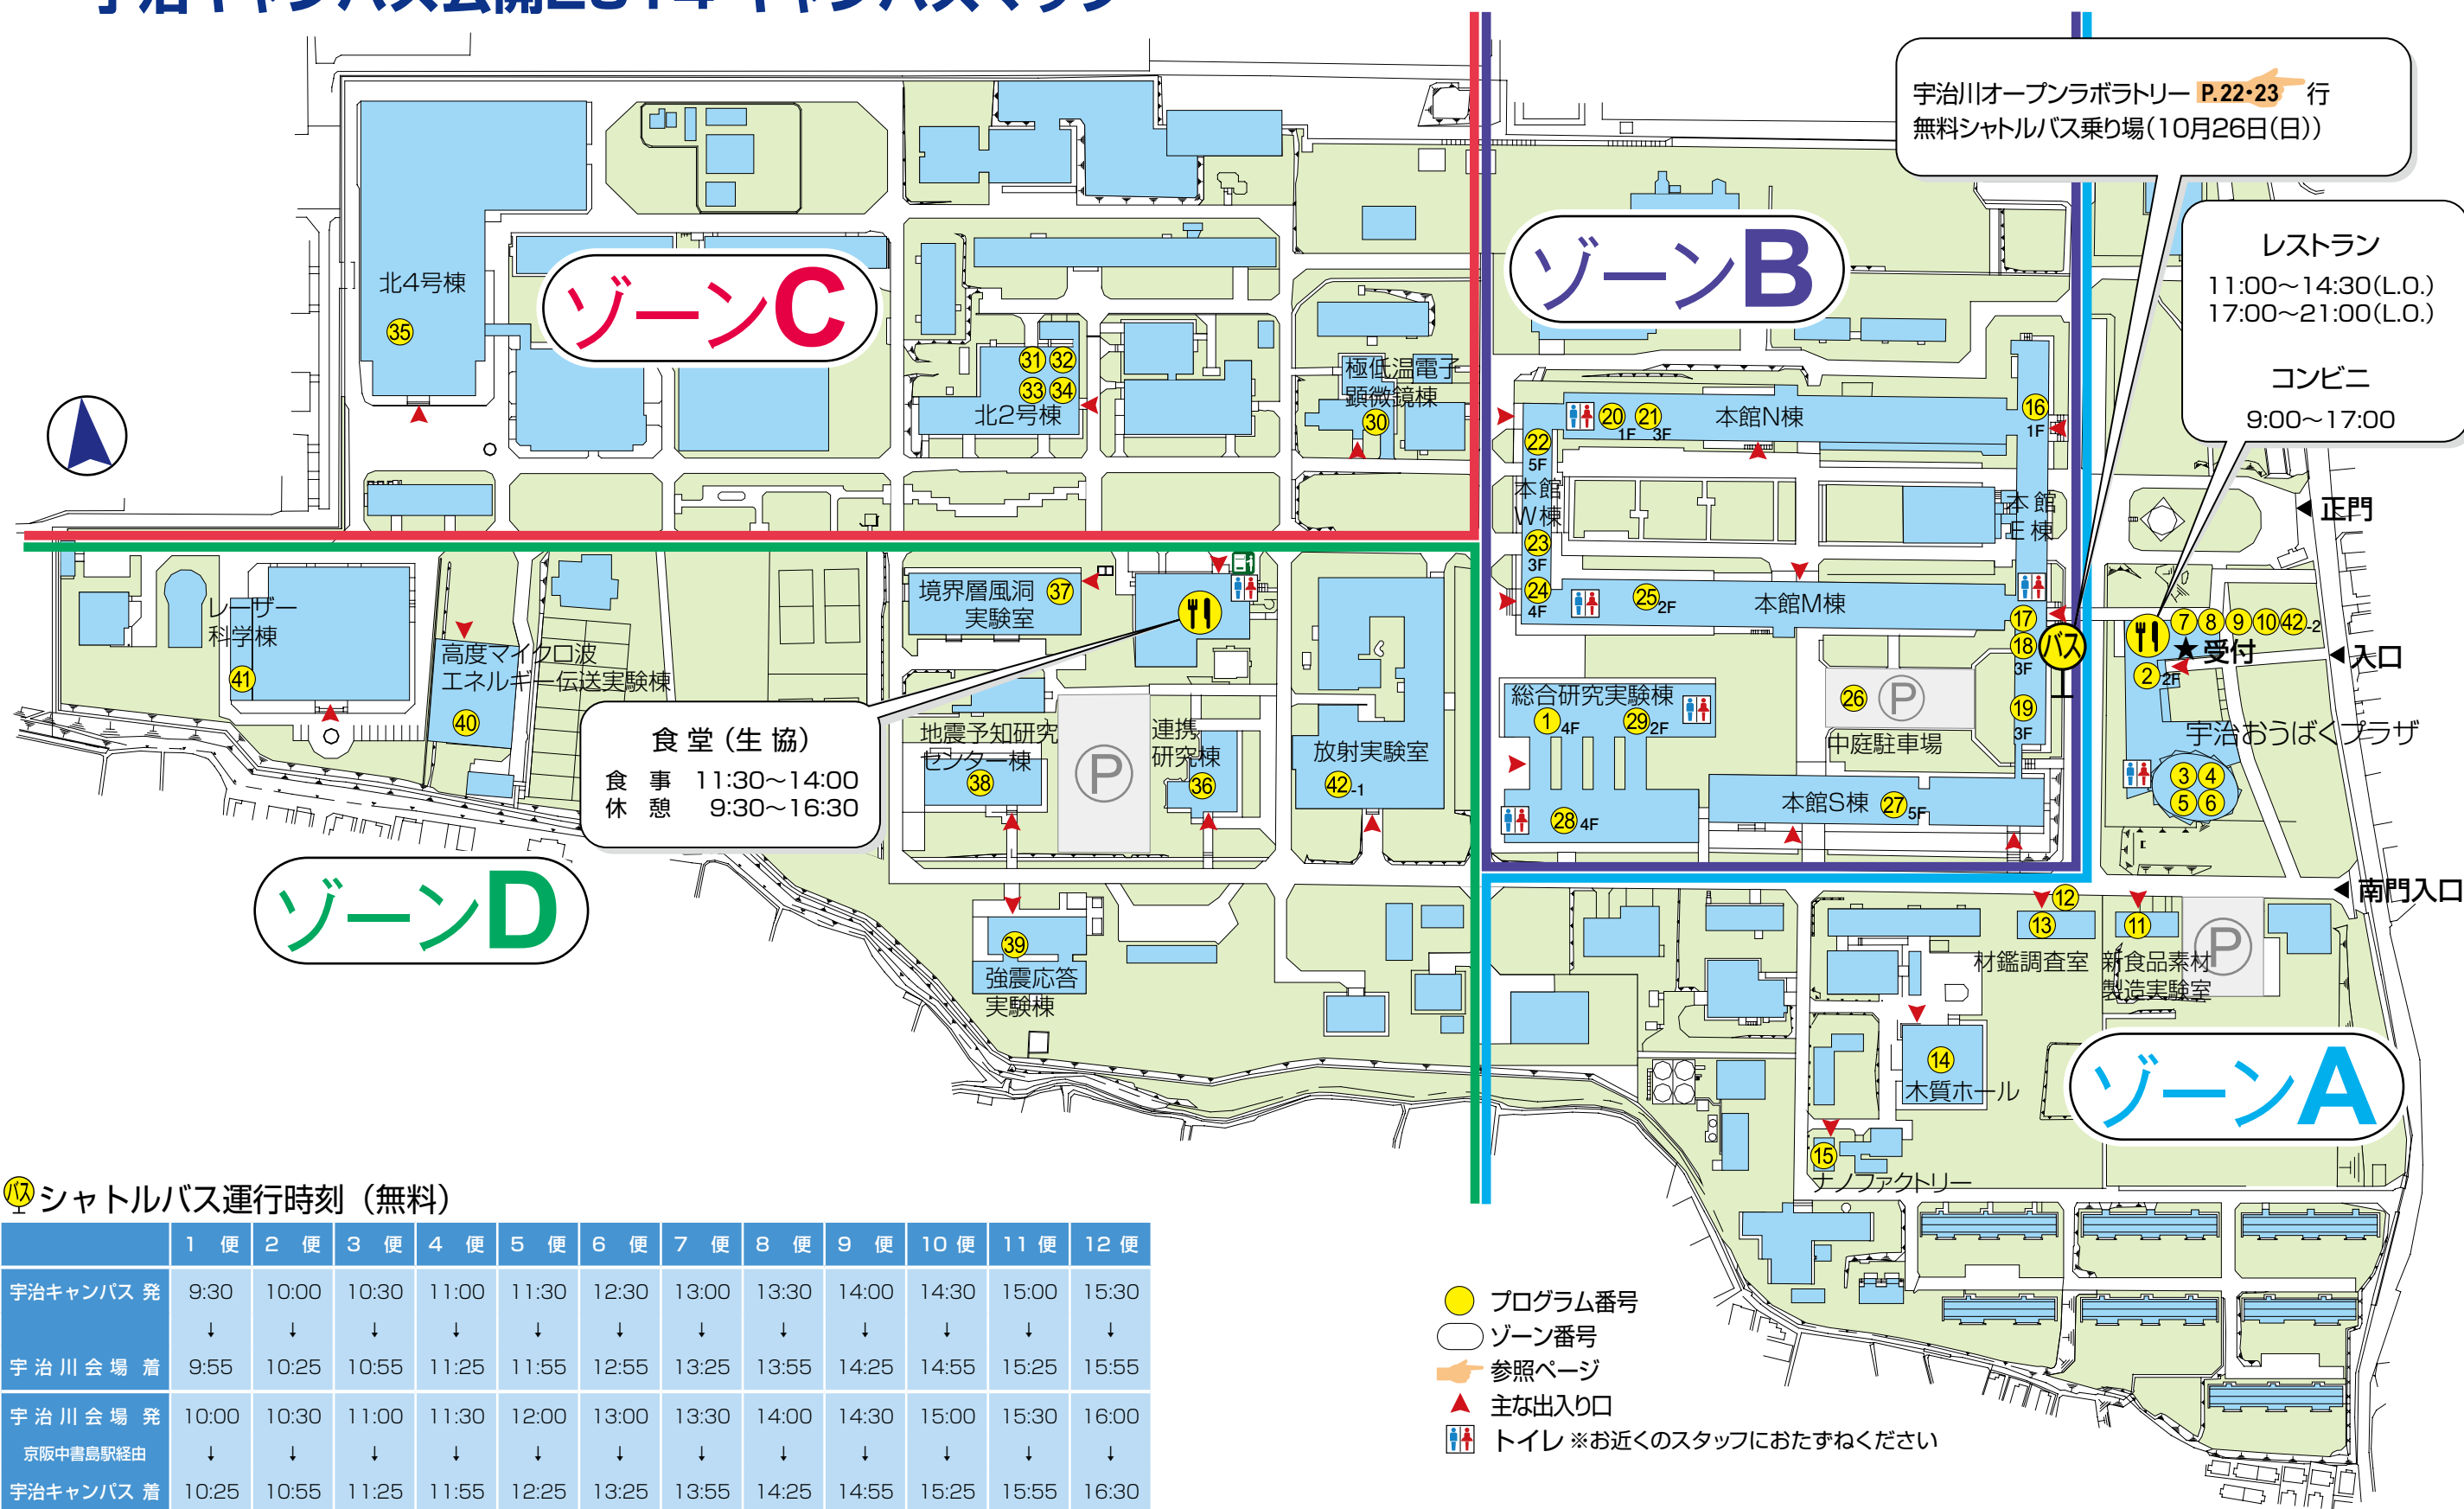 宇治キャンパス公開2014 キャンパスマップ
宇治川オープンラボラトリー P.22・23 行
無料シャトルバス乗り場(10月26日(日))
レストラン
11:00〜14:30(L.O.)
17:00〜21:00(L.O.)
コンビニ
9:00〜17:00
ゾーンC
北4号棟
35
31 32
33 34
北2号棟
極低温電子
顕微鏡棟
30
ゾーンB
20 1F
21 3F
本館N棟
16
1F
22
5F
本館
W棟
23
3F
24
4F
本館
E棟
25 2F
本館M棟
17
18
3F
バス
19
3F
総合研究実験棟
1 4F
29 2F
26 P
中庭駐車場
28 4F
本館S棟
27 5F
正門
7 8 9 10 42-2
★受付
入口
2 2F
宇治おうばくプラザ
3 4
5 6
南門入口
レーザー
科学棟
41
高度マイクロ波
エネルギー伝送実験棟
40
境界層風洞
実験室
37
食堂(生協)
食 事 11:30〜14:00
休 憩 9:30〜16:30
地震予知研究
センター棟
38
P
連携
研究棟
36
放射実験室
42-1
ゾーンD
39
強震応答
実験棟
12
13
11
P
材鑑調査室
新食品素材
製造実験室
14
木質ホール
ゾーンA
15
ナノファクトリー
バス シャトルバス運行時刻(無料)
1 便 2 便 3 便 4 便 5 便 6 便 7 便 8 便 9 便 10 便 11 便 12 便
宇治キャンパス 発 9:30 10:00 10:30 11:00 11:30 12:30 13:00 13:30 14:00 14:30 15:00 15:30
↓ ↓ ↓ ↓ ↓ ↓ ↓ ↓ ↓ ↓ ↓ ↓
宇治川会場 着 9:55 10:25 10:55 11:25 11:55 12:55 13:25 13:55 14:25 14:55 15:25 15:55
宇治川会場 発 10:00 10:30 11:00 11:30 12:00 13:00 13:30 14:00 14:30 15:00 15:30 16:00
京阪中書島駅経由 ↓ ↓ ↓ ↓ ↓ ↓ ↓ ↓ ↓ ↓ ↓ ↓
宇治キャンパス 着 10:25 10:55 11:25 11:55 12:25 13:25 13:55 14:25 14:55 15:25 15:55 16:30
プログラム番号
ゾーン番号
参照ページ
主な出入り口
トイレ ※お近くのスタッフにおたずねください